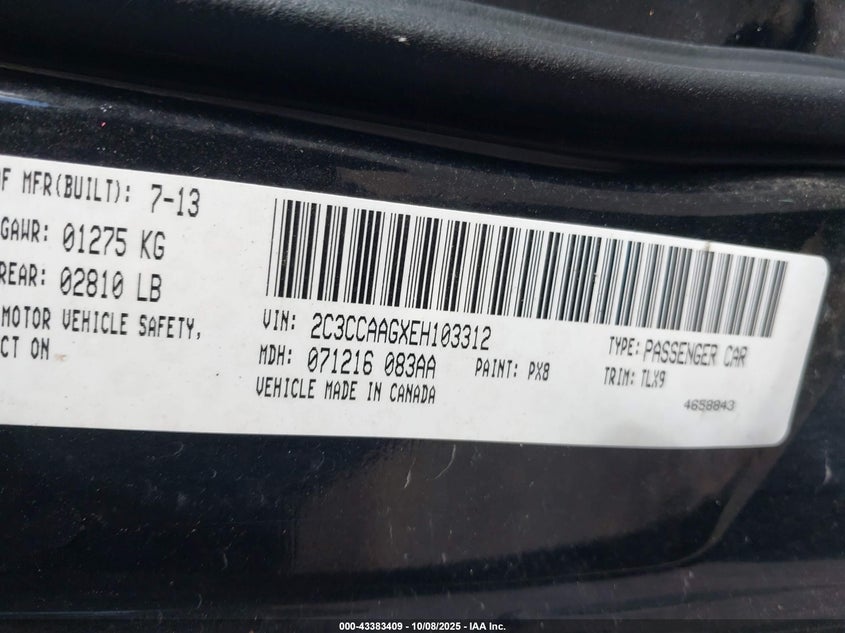 OF MFR(BUILT): 7-13
GAWR: 01275 KG
REAR: 02810 LB
MOTOR VEHICLE SAFETY,
CT ON
VIN: 2C3CCAAGXEH103312
TYPE: PASSENGER CAR
MDH: 071216 083AA
PAINT: PX8
TRIM: TLX9
VEHICLE MADE IN CANADA
4658843
000-43383409 - 10/08/2025 - IAA Inc.